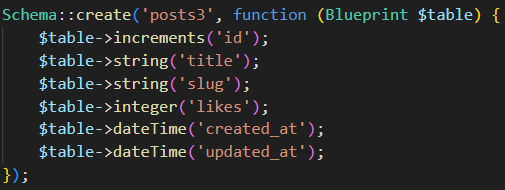 Schema::create('posts3', function (Blueprint $table) {
    $table->increments('id');
    $table->string('title');
    $table->string('slug');
    $table->integer('likes');
    $table->dateTime('created_at');
    $table->dateTime('updated_at');
});